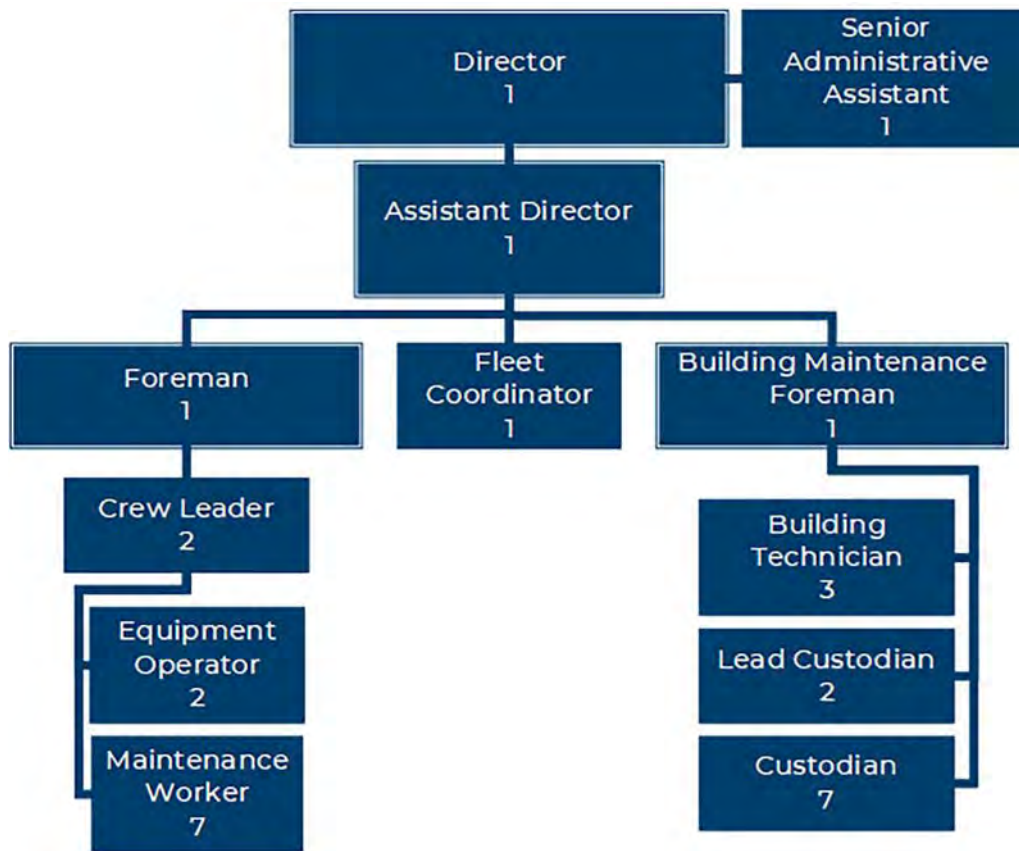 Director
1
Senior
Administrative
Assistant
1
Assistant Director
1
Foreman
1
Fleet
Coordinator
1
Building Maintenance
Foreman
1
Crew Leader
2
Equipment
Operator
2
Maintenance
Worker
7
Building
Technician
3
Lead Custodian
2
Custodian
7